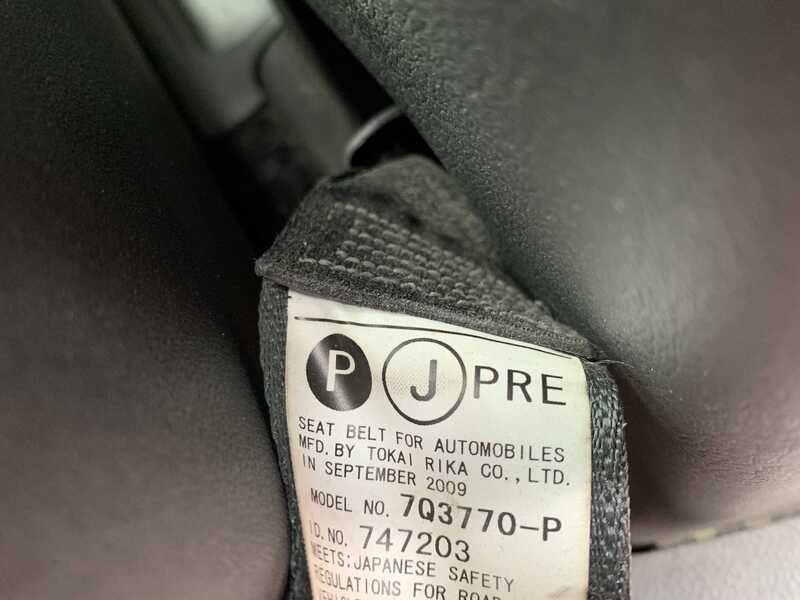 P J PRE
SEAT BELT FOR AUTOMOBILES
MFD. BY TOKAI RIKA CO., LTD.
IN SEPTEMBER 2009
MODEL NO. 7Q3770-P
ID. NO. 747203
MEETS: JAPANESE SAFETY
REGULATIONS FOR ROAD